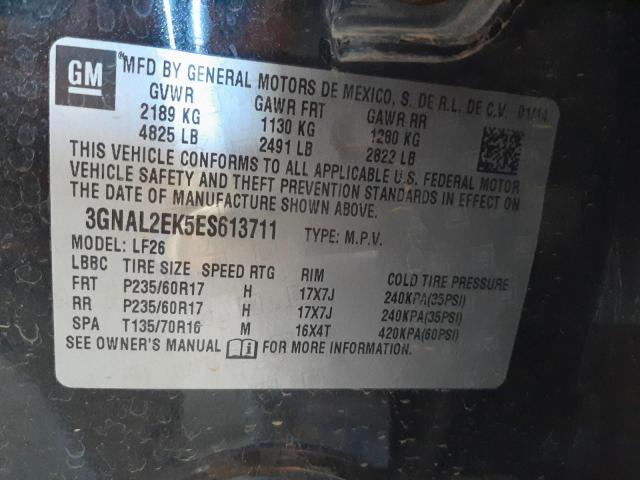 GM
MFD BY GENERAL MOTORS DE MEXICO, S. DE R.L. DE C.V. 01/14
GVWR GAWR FRT GAWR RR
2189 KG 1130 KG 1280 KG
4825 LB 2491 LB 2822 LB
THIS VEHICLE CONFORMS TO ALL APPLICABLE U.S. FEDERAL MOTOR
VEHICLE SAFETY AND THEFT PREVENTION STANDARDS IN EFFECT ON
THE DATE OF MANUFACTURE SHOWN ABOVE.
3GNAL2EK5ES613711 TYPE: M.P.V.
MODEL: LF26
LBBC TIRE SIZE SPEED RTG RIM COLD TIRE PRESSURE
FRT P235/60R17 H 17X7J 240KPA(35PSI)
RR P235/60R17 H 17X7J 240KPA(35PSI)
SPA T135/70R16 M 16X4T 420KPA(60PSI)
SEE OWNER'S MANUAL FOR MORE INFORMATION